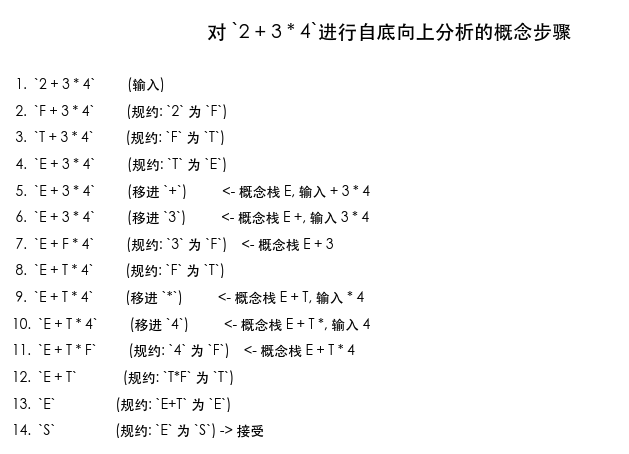 对 `2 + 3 * 4`进行自底向上分析的概念步骤
1. `2 + 3 * 4` (输入)
2. `F + 3 * 4` (规约: `2` 为 `F`)
3. `T + 3 * 4` (规约: `F` 为 `T`)
4. `E + 3 * 4` (规约: `T` 为 `E`)
5. `E + 3 * 4` (移进 `+`) <- 概念栈 E, 输入 + 3 * 4
6. `E + 3 * 4` (移进 `3`) <- 概念栈 E +, 输入 3 * 4
7. `E + F * 4` (规约: `3` 为 `F`) <- 概念栈 E + 3
8. `E + T * 4` (规约: `F` 为 `T`)
9. `E + T * 4` (移进 `*`) <- 概念栈 E + T, 输入 * 4
10. `E + T * 4` (移进 `4`) <- 概念栈 E + T *, 输入 4
11. `E + T * F` (规约: `4` 为 `F`) <- 概念栈 E + T * 4
12. `E + T` (规约: `T*F` 为 `T`)
13. `E` (规约: `E+T` 为 `E`)
14. `S` (规约: `E` 为 `S`) -> 接受